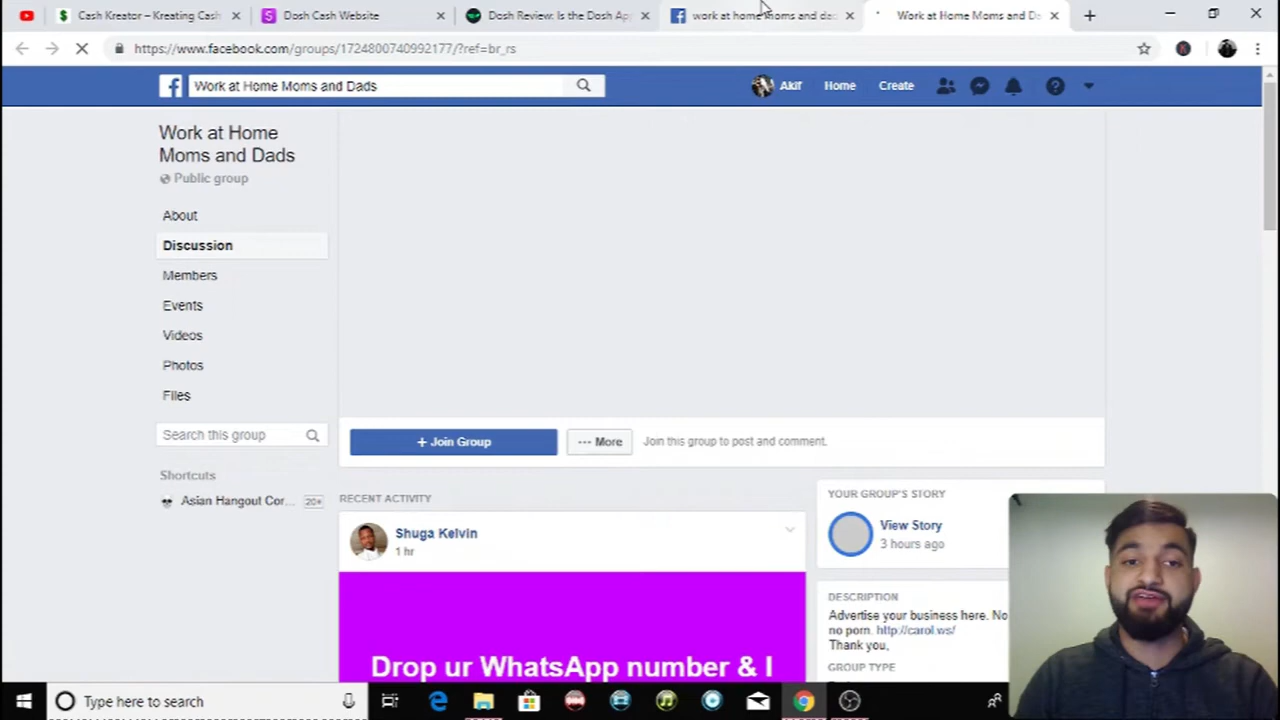 Cash Kreator – Kreating Cash
Dosh Cash Website
Dosh Review: Is the Dosh Ap
work at home moms and dad
Work at Home Moms and D
https://www.facebook.com/groups/1724800740992177/?ref=br_rs
Work at Home Moms and Dads
Akif
Home
Create
Work at Home
Moms and Dads
Public group
About
Discussion
Members
Events
Videos
Photos
Files
Search this group
Shortcuts
Asian Hangout Cor... 20+
+ Join Group
··· More
Join this group to post and comment.
RECENT ACTIVITY
Shuga Kelvin
1 hr
Drop ur WhatsApp number & I
YOUR GROUP'S STORY
View Story
3 hours ago
DESCRIPTION
Advertise your business here. No
no porn. http://carol.ws/
Thank you,
GROUP TYPE
Type here to search